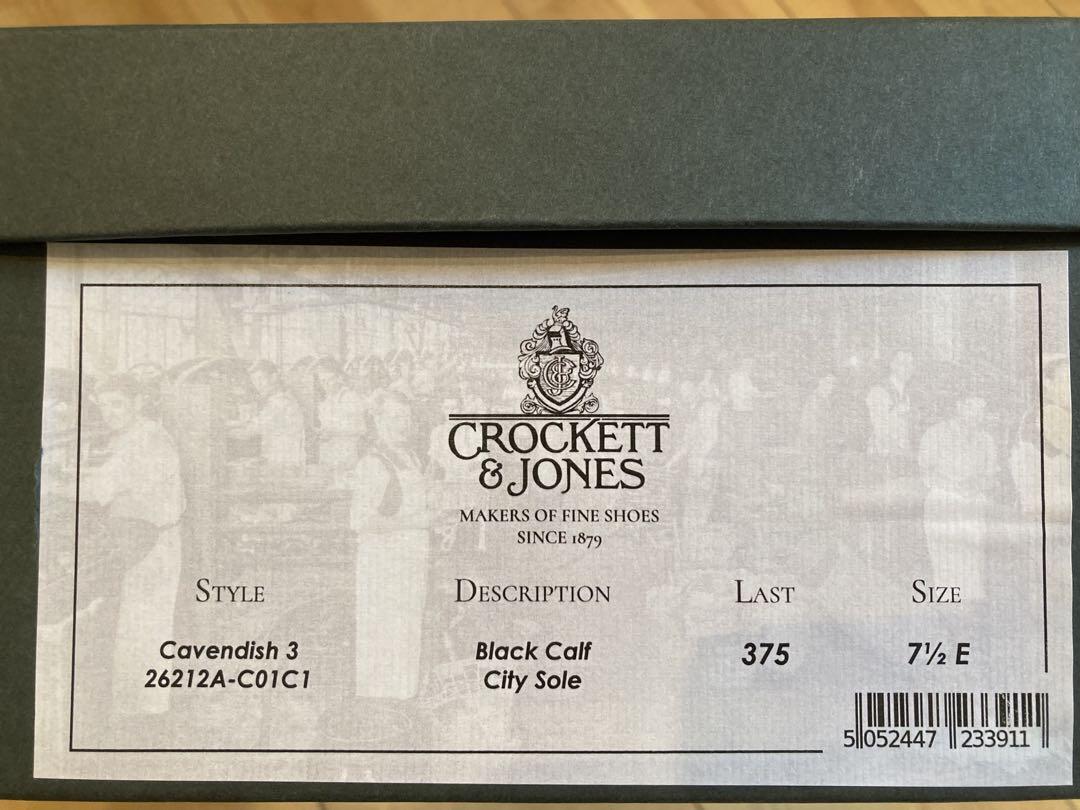 CROCKETT
& JONES
MAKERS OF FINE SHOES
SINCE 1879
STYLE DESCRIPTION LAST SIZE
Cavendish 3 Black Calf 375 7½ E
26212A-C01C1 City Sole
5 052447 233911